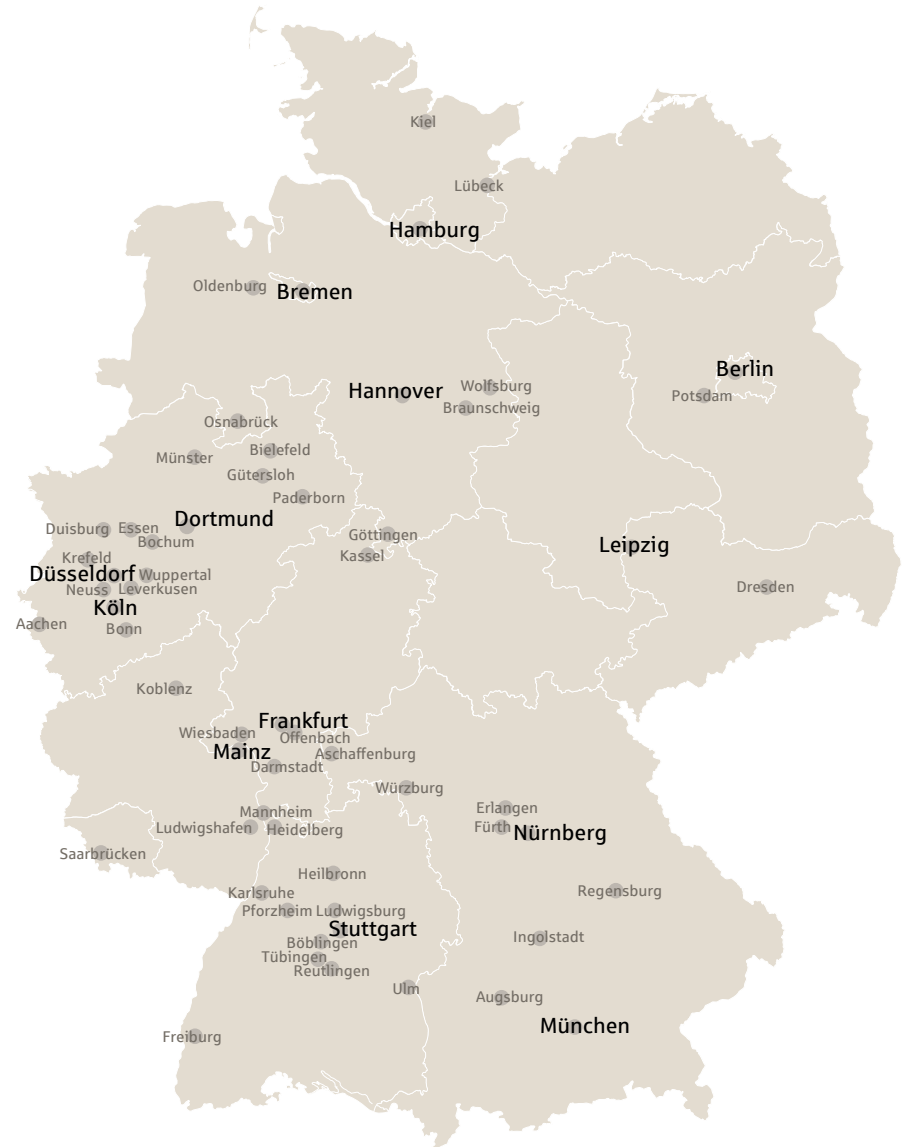 Kiel
Lübeck
Hamburg
Oldenburg
Bremen
Berlin
Hannover
Wolfsburg
Potsdam
Braunschweig
Osnabrück
Bielefeld
Münster
Gütersloh
Paderborn
Dortmund
Duisburg
Essen
Bochum
Göttingen
Leipzig
Kassel
Krefeld
Düsseldorf
Wuppertal
Neuss
Leverkusen
Dresden
Köln
Aachen
Bonn
Koblenz
Frankfurt
Wiesbaden
Offenbach
Mainz
Aschaffenburg
Darmstadt
Würzburg
Mannheim
Erlangen
Ludwigshafen
Heidelberg
Fürth
Nürnberg
Saarbrücken
Heilbronn
Karlsruhe
Regensburg
Pforzheim
Ludwigsburg
Stuttgart
Ingolstadt
Böblingen
Tübingen
Reutlingen
Ulm
Augsburg
München
Freiburg